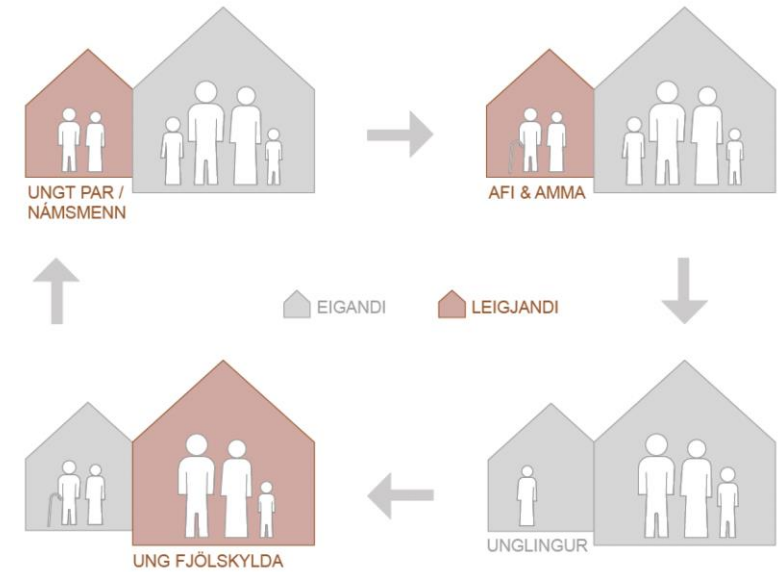 UNGT PAR /
NÁMSMENN
AFI & AMMA
EIGANDI
LEIGJANDI
UNG FJÖLSKYLDA
UNGLINGUR